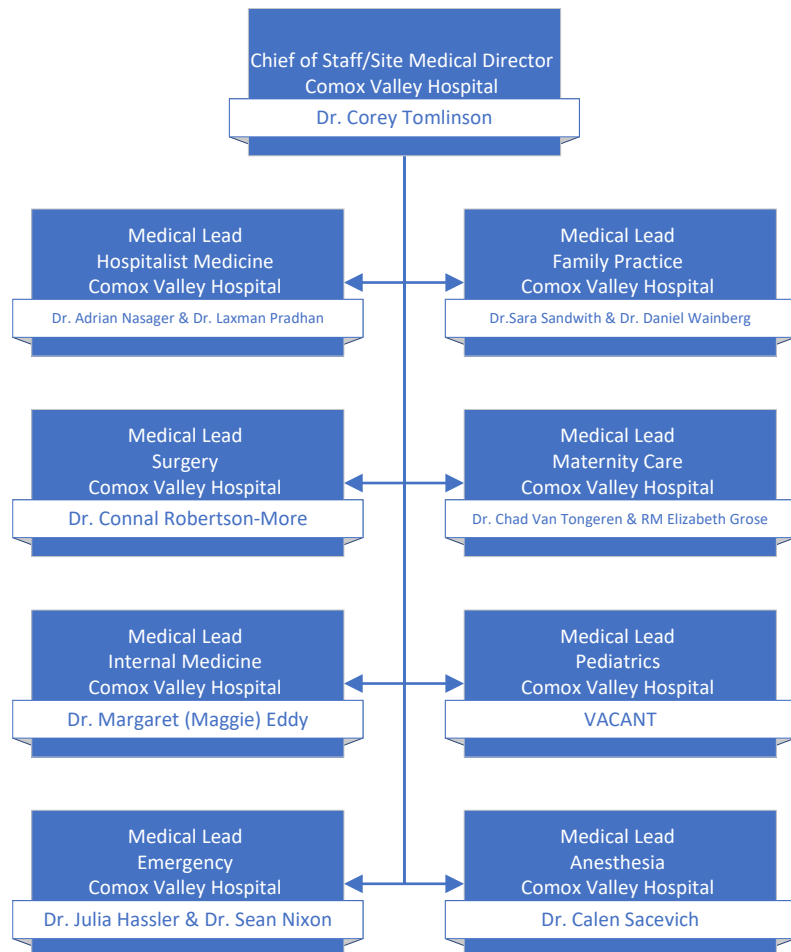 Chief of Staff/Site Medical Director
Comox Valley Hospital
Dr. Corey Tomlinson
Medical Lead
Hospitalist Medicine
Comox Valley Hospital
Dr. Adrian Nasager & Dr. Laxman Pradhan
Medical Lead
Family Practice
Comox Valley Hospital
Dr.Sara Sandwith & Dr. Daniel Wainberg
Medical Lead
Surgery
Comox Valley Hospital
Dr. Connal Robertson-More
Medical Lead
Maternity Care
Comox Valley Hospital
Dr. Chad Van Tongeren & RM Elizabeth Grose
Medical Lead
Internal Medicine
Comox Valley Hospital
Dr. Margaret (Maggie) Eddy
Medical Lead
Pediatrics
Comox Valley Hospital
VACANT
Medical Lead
Emergency
Comox Valley Hospital
Dr. Julia Hassler & Dr. Sean Nixon
Medical Lead
Anesthesia
Comox Valley Hospital
Dr. Calen Sacevich